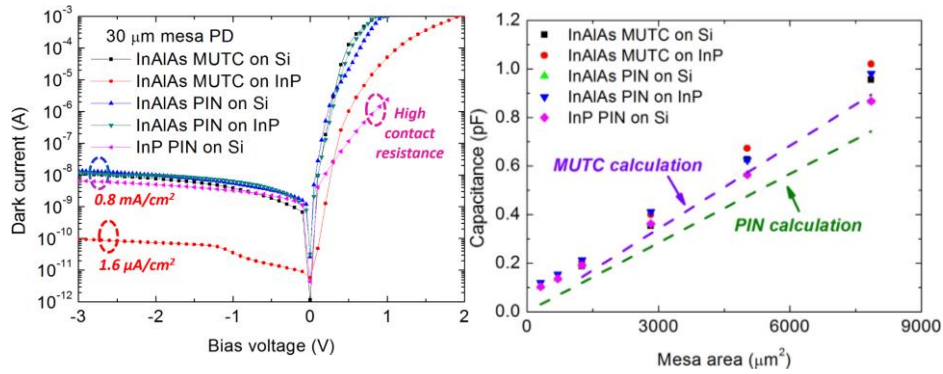 30 μm mesa PD
InAlAs MUTC on Si
InAlAs MUTC on InP
InAlAs PIN on Si
InAlAs PIN on InP
InP PIN on Si
High
contact
resistance
0.8 mA/cm²
1.6 μA/cm²
Dark current (A)
10⁻³
10⁻⁴
10⁻⁵
10⁻⁶
10⁻⁷
10⁻⁸
10⁻⁹
10⁻¹⁰
10⁻¹¹
10⁻¹²
-3 -2 -1 0 1 2
Bias voltage (V)
InAlAs MUTC on Si
InAlAs MUTC on InP
InAlAs PIN on Si
InAlAs PIN on InP
InP PIN on Si
MUTC calculation
PIN calculation
Capacitance (pF)
1.2
1.0
0.8
0.6
0.4
0.2
0.0
0 3000 6000 9000
Mesa area (μm²)